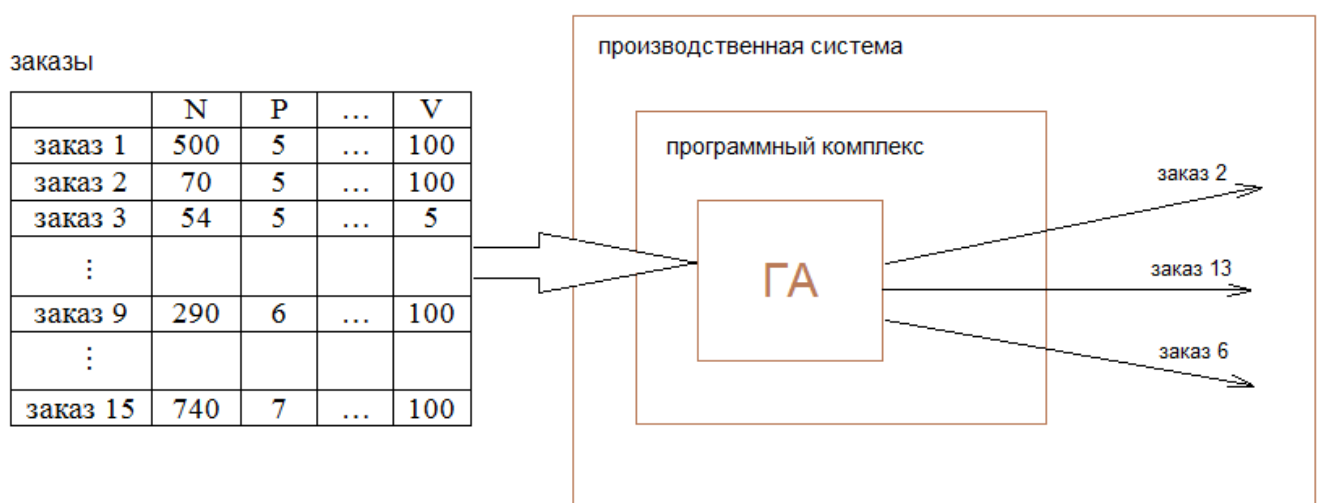 заказы
N P ... V
заказ 1 500 5 ... 100
заказ 2 70 5 ... 100
заказ 3 54 5 ... 5
⋮
заказ 9 290 6 ... 100
⋮
заказ 15 740 7 ... 100
производственная система
программный комплекс
ГА
заказ 2
заказ 13
заказ 6